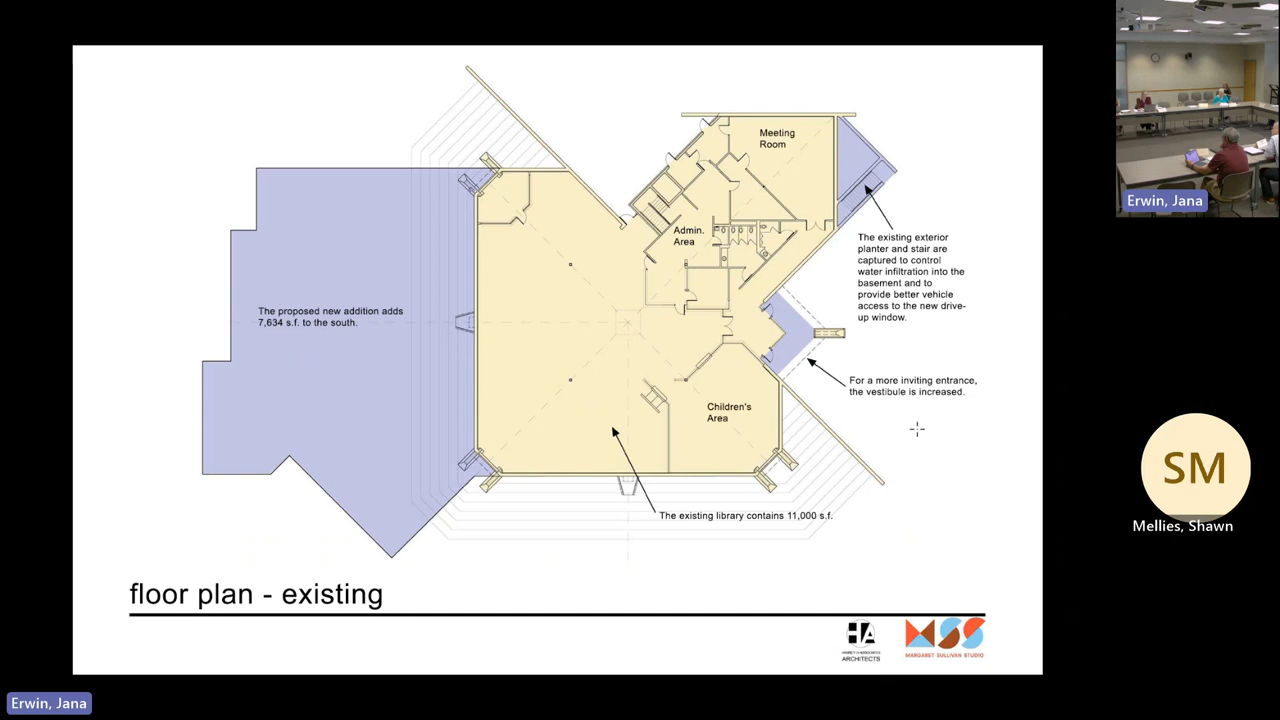 Meeting
Room
Admin.
Area
The existing exterior
planter and stair are
captured to control
water infiltration into the
basement and to
provide better vehicle
access to the new drive-
up window.
The proposed new addition adds
7,634 s.f. to the south.
For a more inviting entrance,
the vestibule is increased.
Children's
Area
The existing library contains 11,000 s.f.
floor plan - existing
HA
ARCHITECTS
MSS
MARGARET SULLIVAN STUDIO
Erwin, Jana
SM
Mellies, Shawn
Erwin, Jana